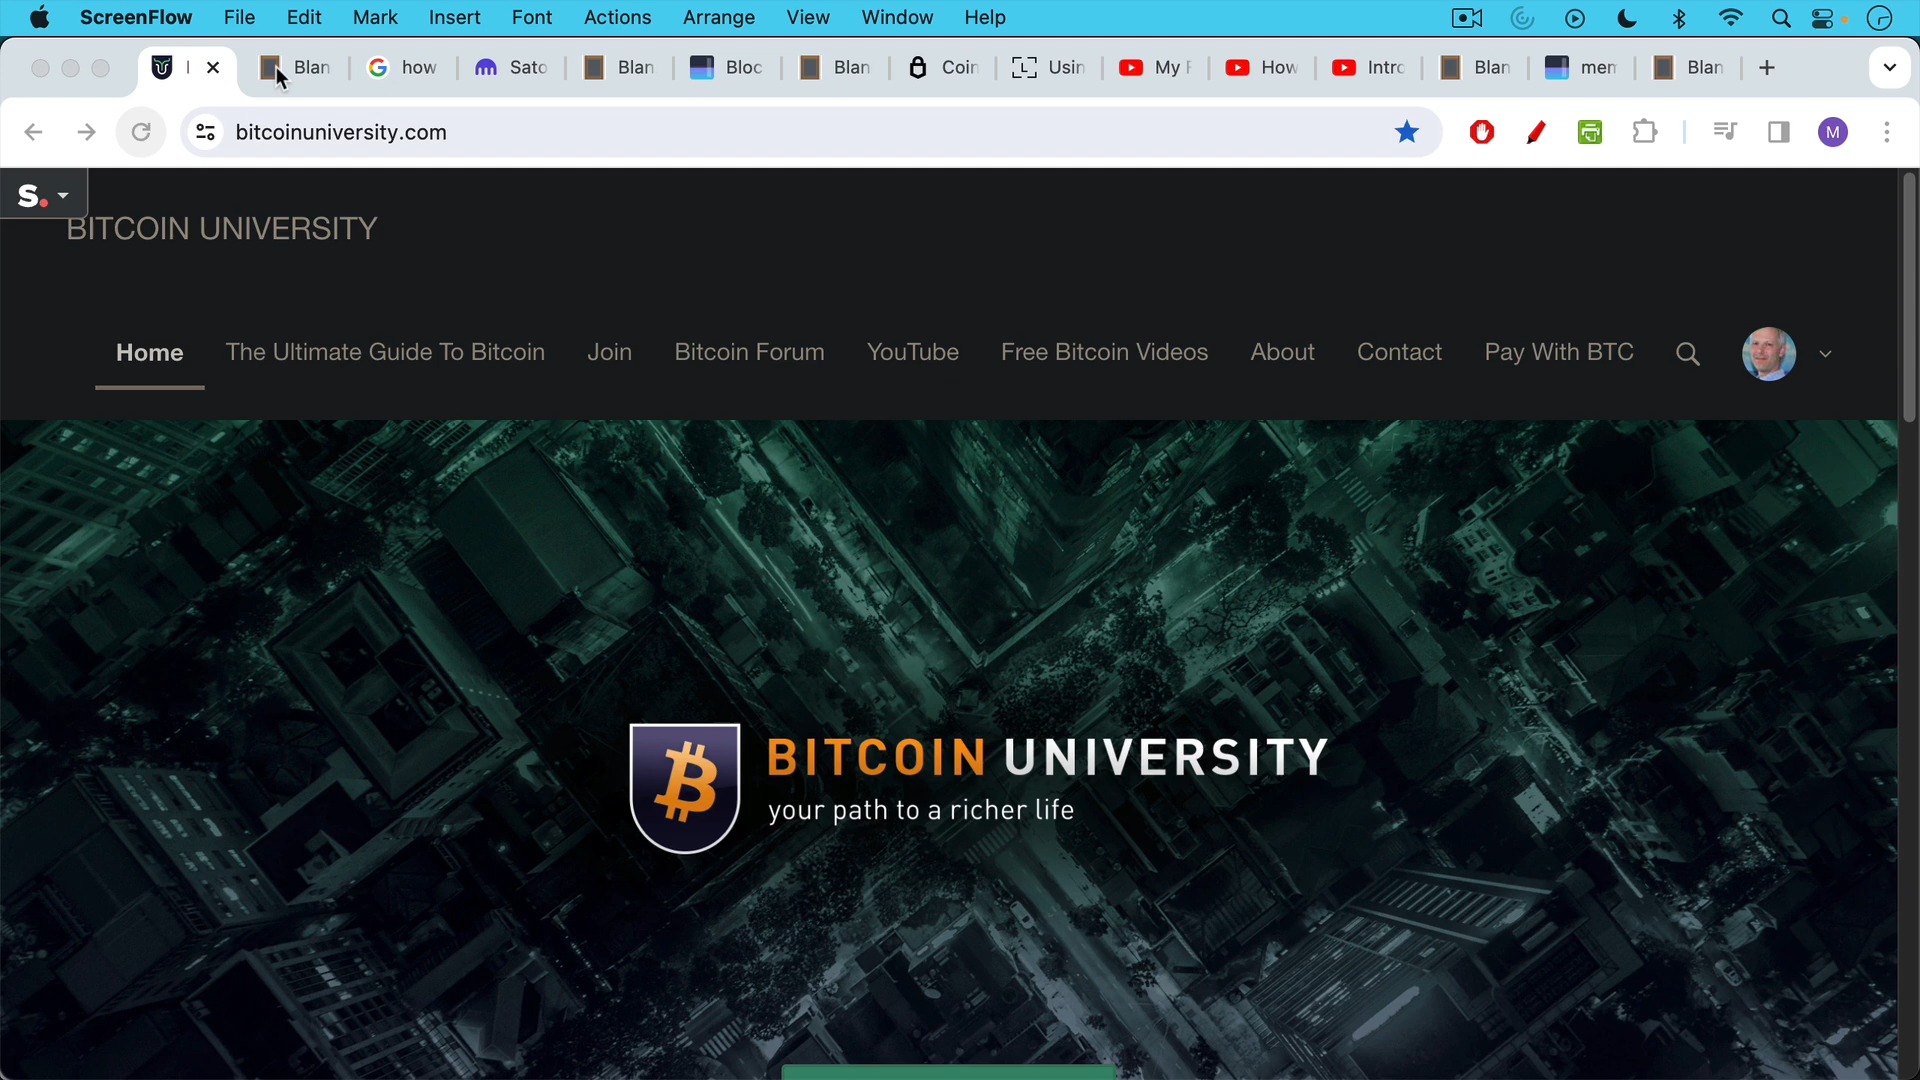 ScreenFlow File Edit Mark Insert Font Actions Arrange View Window Help
Blan how Sato Blan Bloc Blan Coin Usin My How Intro Blan mem Blan
bitcoinuniversity.com
M
S.
BITCOIN UNIVERSITY
Home The Ultimate Guide To Bitcoin Join Bitcoin Forum YouTube Free Bitcoin Videos About Contact Pay With BTC
BITCOIN UNIVERSITY
your path to a richer life